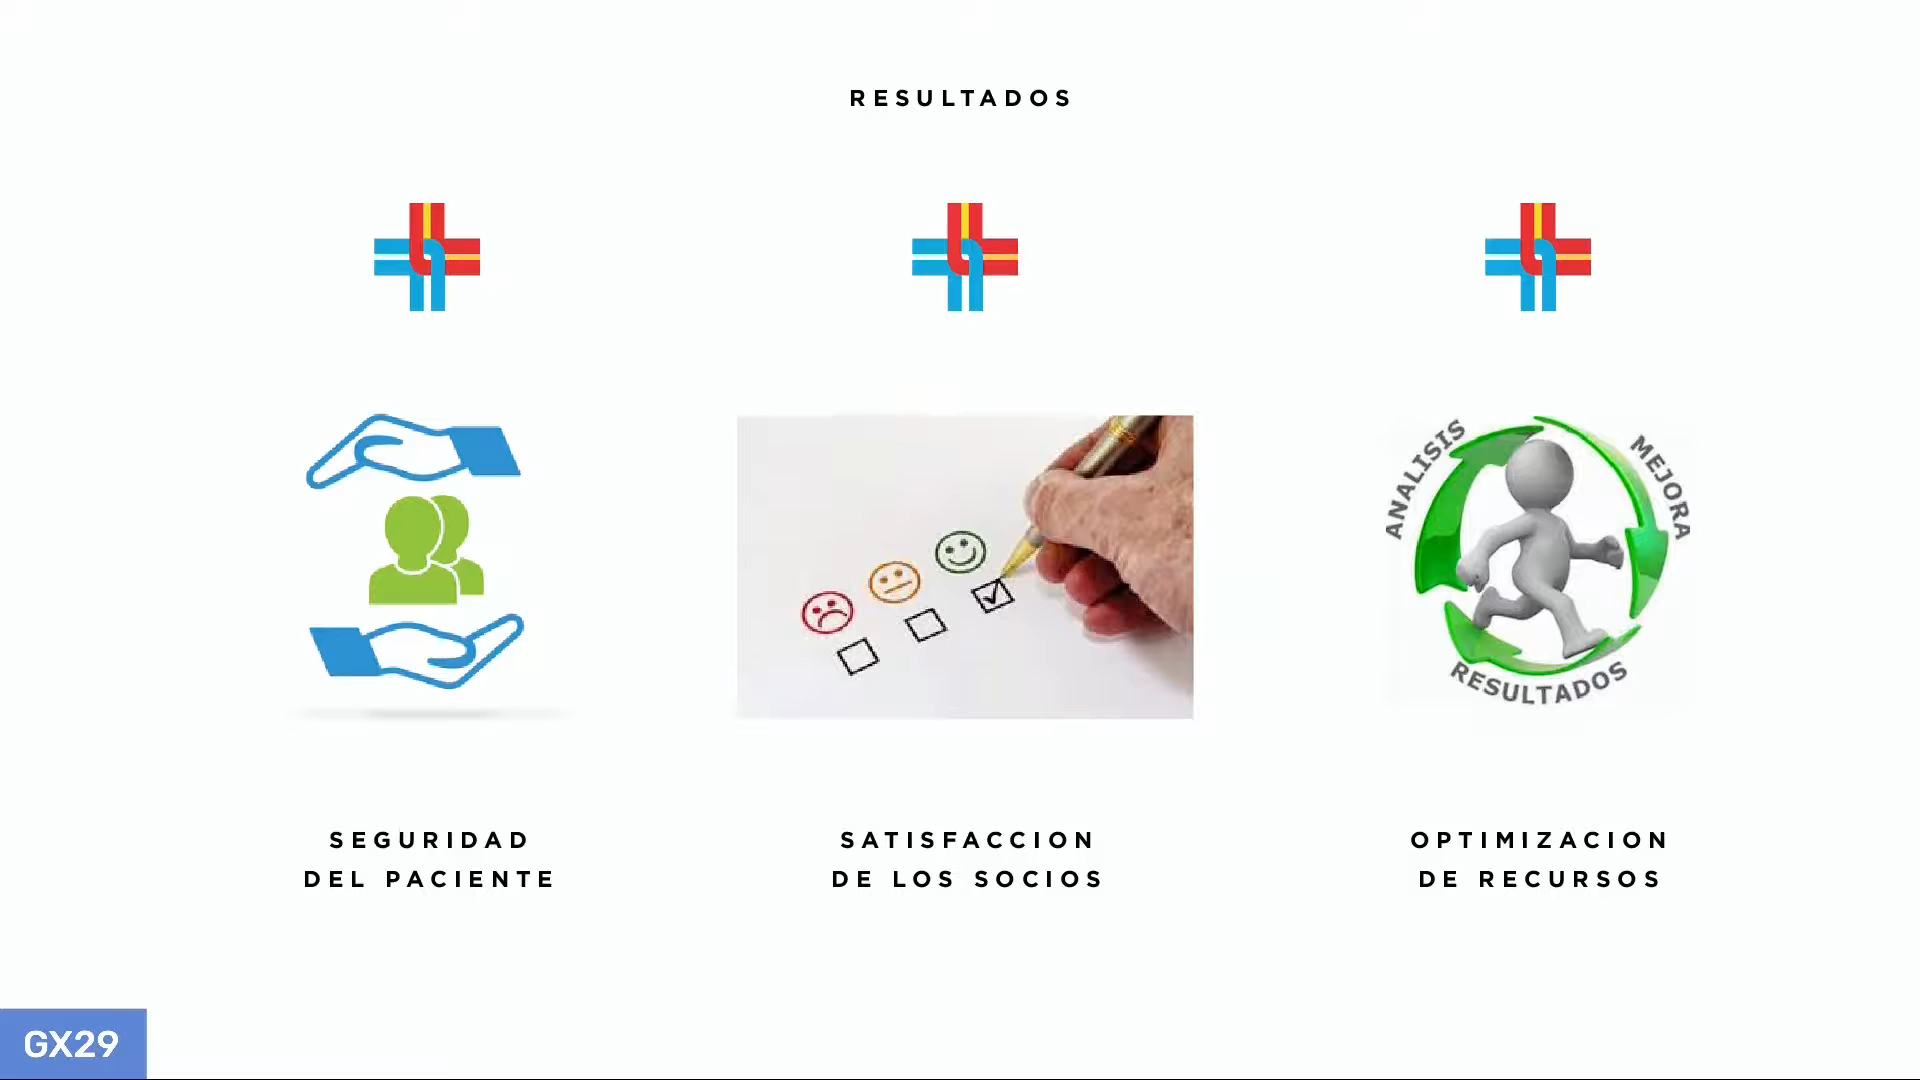 RESULTADOS
ANALISIS
MEJORA
RESULTADOS
SEGURIDAD
DEL PACIENTE
SATISFACCION
DE LOS SOCIOS
OPTIMIZACION
DE RECURSOS
GX29